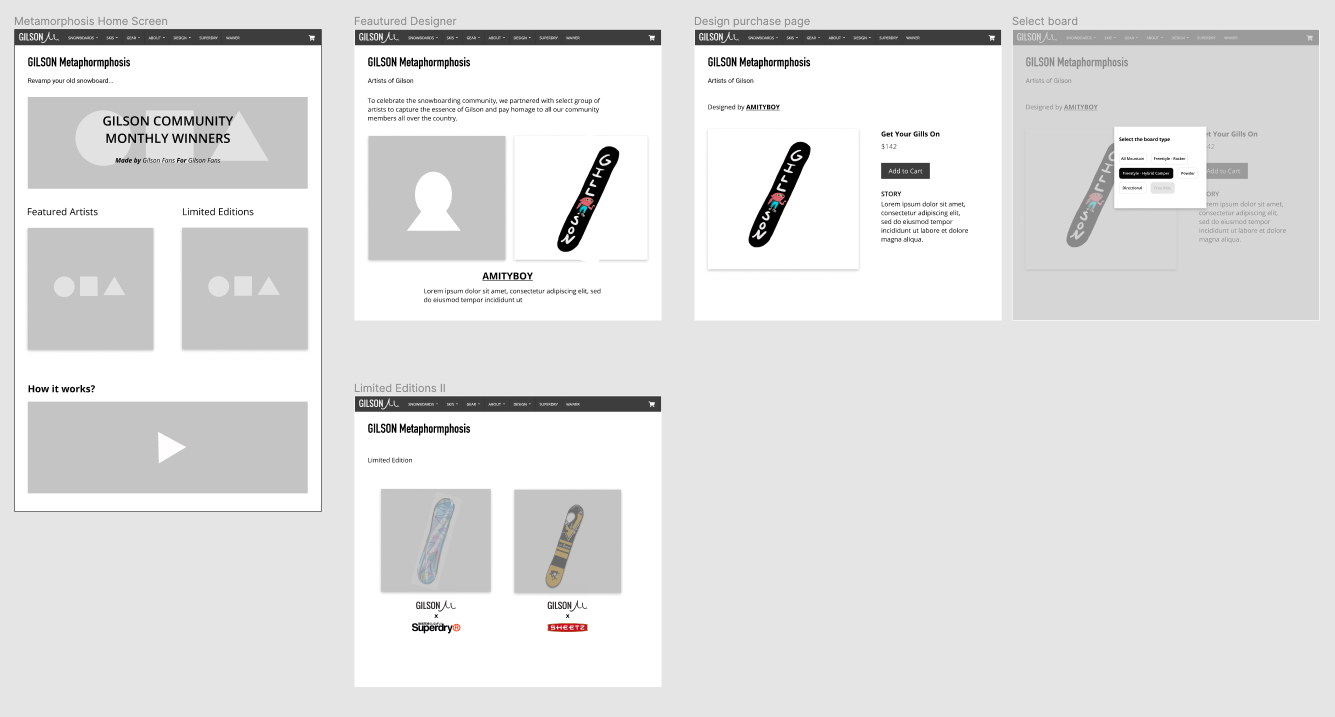 Metamorphosis Home Screen
GILSON
SNOWBOARDS SKIS GEAR ABOUT DESIGN SUPERDRY WAIVER
GILSON Metaphormphosis
Revamp your old snowboard...
GILSON COMMUNITY
MONTHLY WINNERS
Made by Gilson Fans For Gilson Fans
Featured Artists
Limited Editions
How it works?
Feautured Designer
GILSON
SNOWBOARDS SKIS GEAR ABOUT DESIGN SUPERDRY WAIVER
GILSON Metaphormphosis
Artists of Gilson
To celebrate the snowboarding community, we partnered with select group of
artists to capture the essence of Gilson and pay homage to all our community
members all over the country.
GILLSON
AMITYBOY
Lorem ipsum dolor sit amet, consectetur adipiscing elit, sed
do eiusmod tempor incididunt ut
Design purchase page
GILSON
SNOWBOARDS SKIS GEAR ABOUT DESIGN SUPERDRY WAIVER
GILSON Metaphormphosis
Artists of Gilson
Designed by AMITYBOY
GILLSON
Get Your Gills On
$142
Add to Cart
STORY
Lorem ipsum dolor sit amet,
consectetur adipiscing elit,
sed do eiusmod tempor
incididunt ut labore et dolore
magna aliqua.
Select board
GILSON
SNOWBOARDS SKIS GEAR ABOUT DESIGN SUPERDRY WAIVER
GILSON Metaphormphosis
Artists of Gilson
Designed by AMITYBOY
GILLSON
Select the board type
All Mountain
Freestyle - Rocker
Freestyle - Hybrid Camper
Powder
Directional
et Your Gills On
42
dd to Cart
STORY
Lorem ipsum dolor sit amet,
consectetur adipiscing elit,
sed do eiusmod tempor
incididunt ut labore et dolore
magna aliqua.
Limited Editions II
GILSON
SNOWBOARDS SKIS GEAR ABOUT DESIGN SUPERDRY WAIVER
GILSON Metaphormphosis
Limited Edition
GILSON
x
Superdry
GILSON
x
SHEETZ